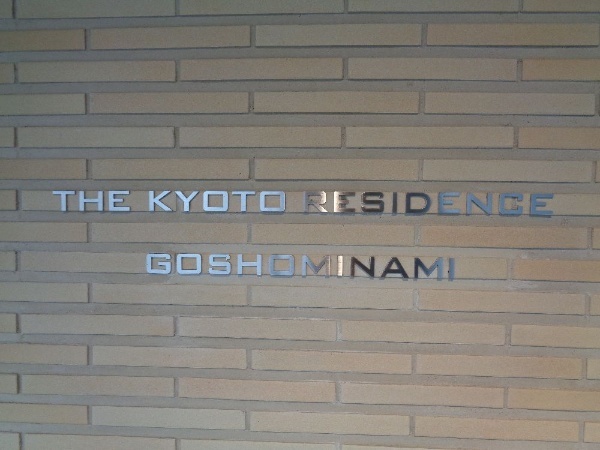 THE KYOTO RESIDENCE
GOSHOMINAMI